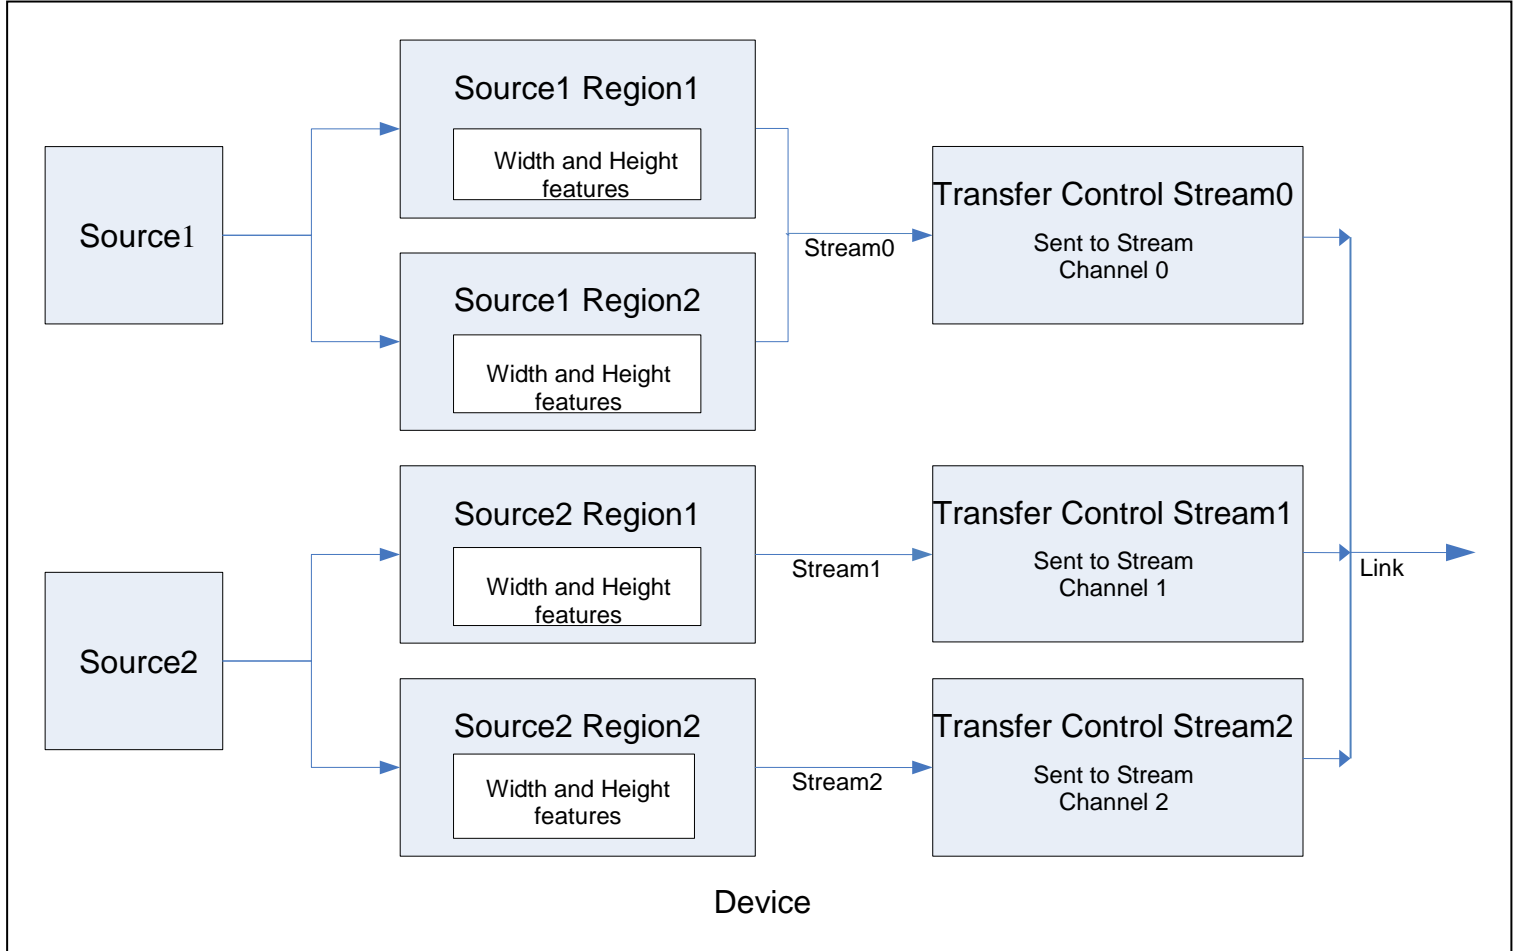 Source1
Source1 Region1
Width and Height
features
Source1 Region2
Width and Height
features
Stream0
Transfer Control Stream0
Sent to Stream
Channel 0
Source2
Source2 Region1
Width and Height
features
Stream1
Transfer Control Stream1
Sent to Stream
Channel 1
Link
Source2 Region2
Width and Height
features
Stream2
Transfer Control Stream2
Sent to Stream
Channel 2
Device